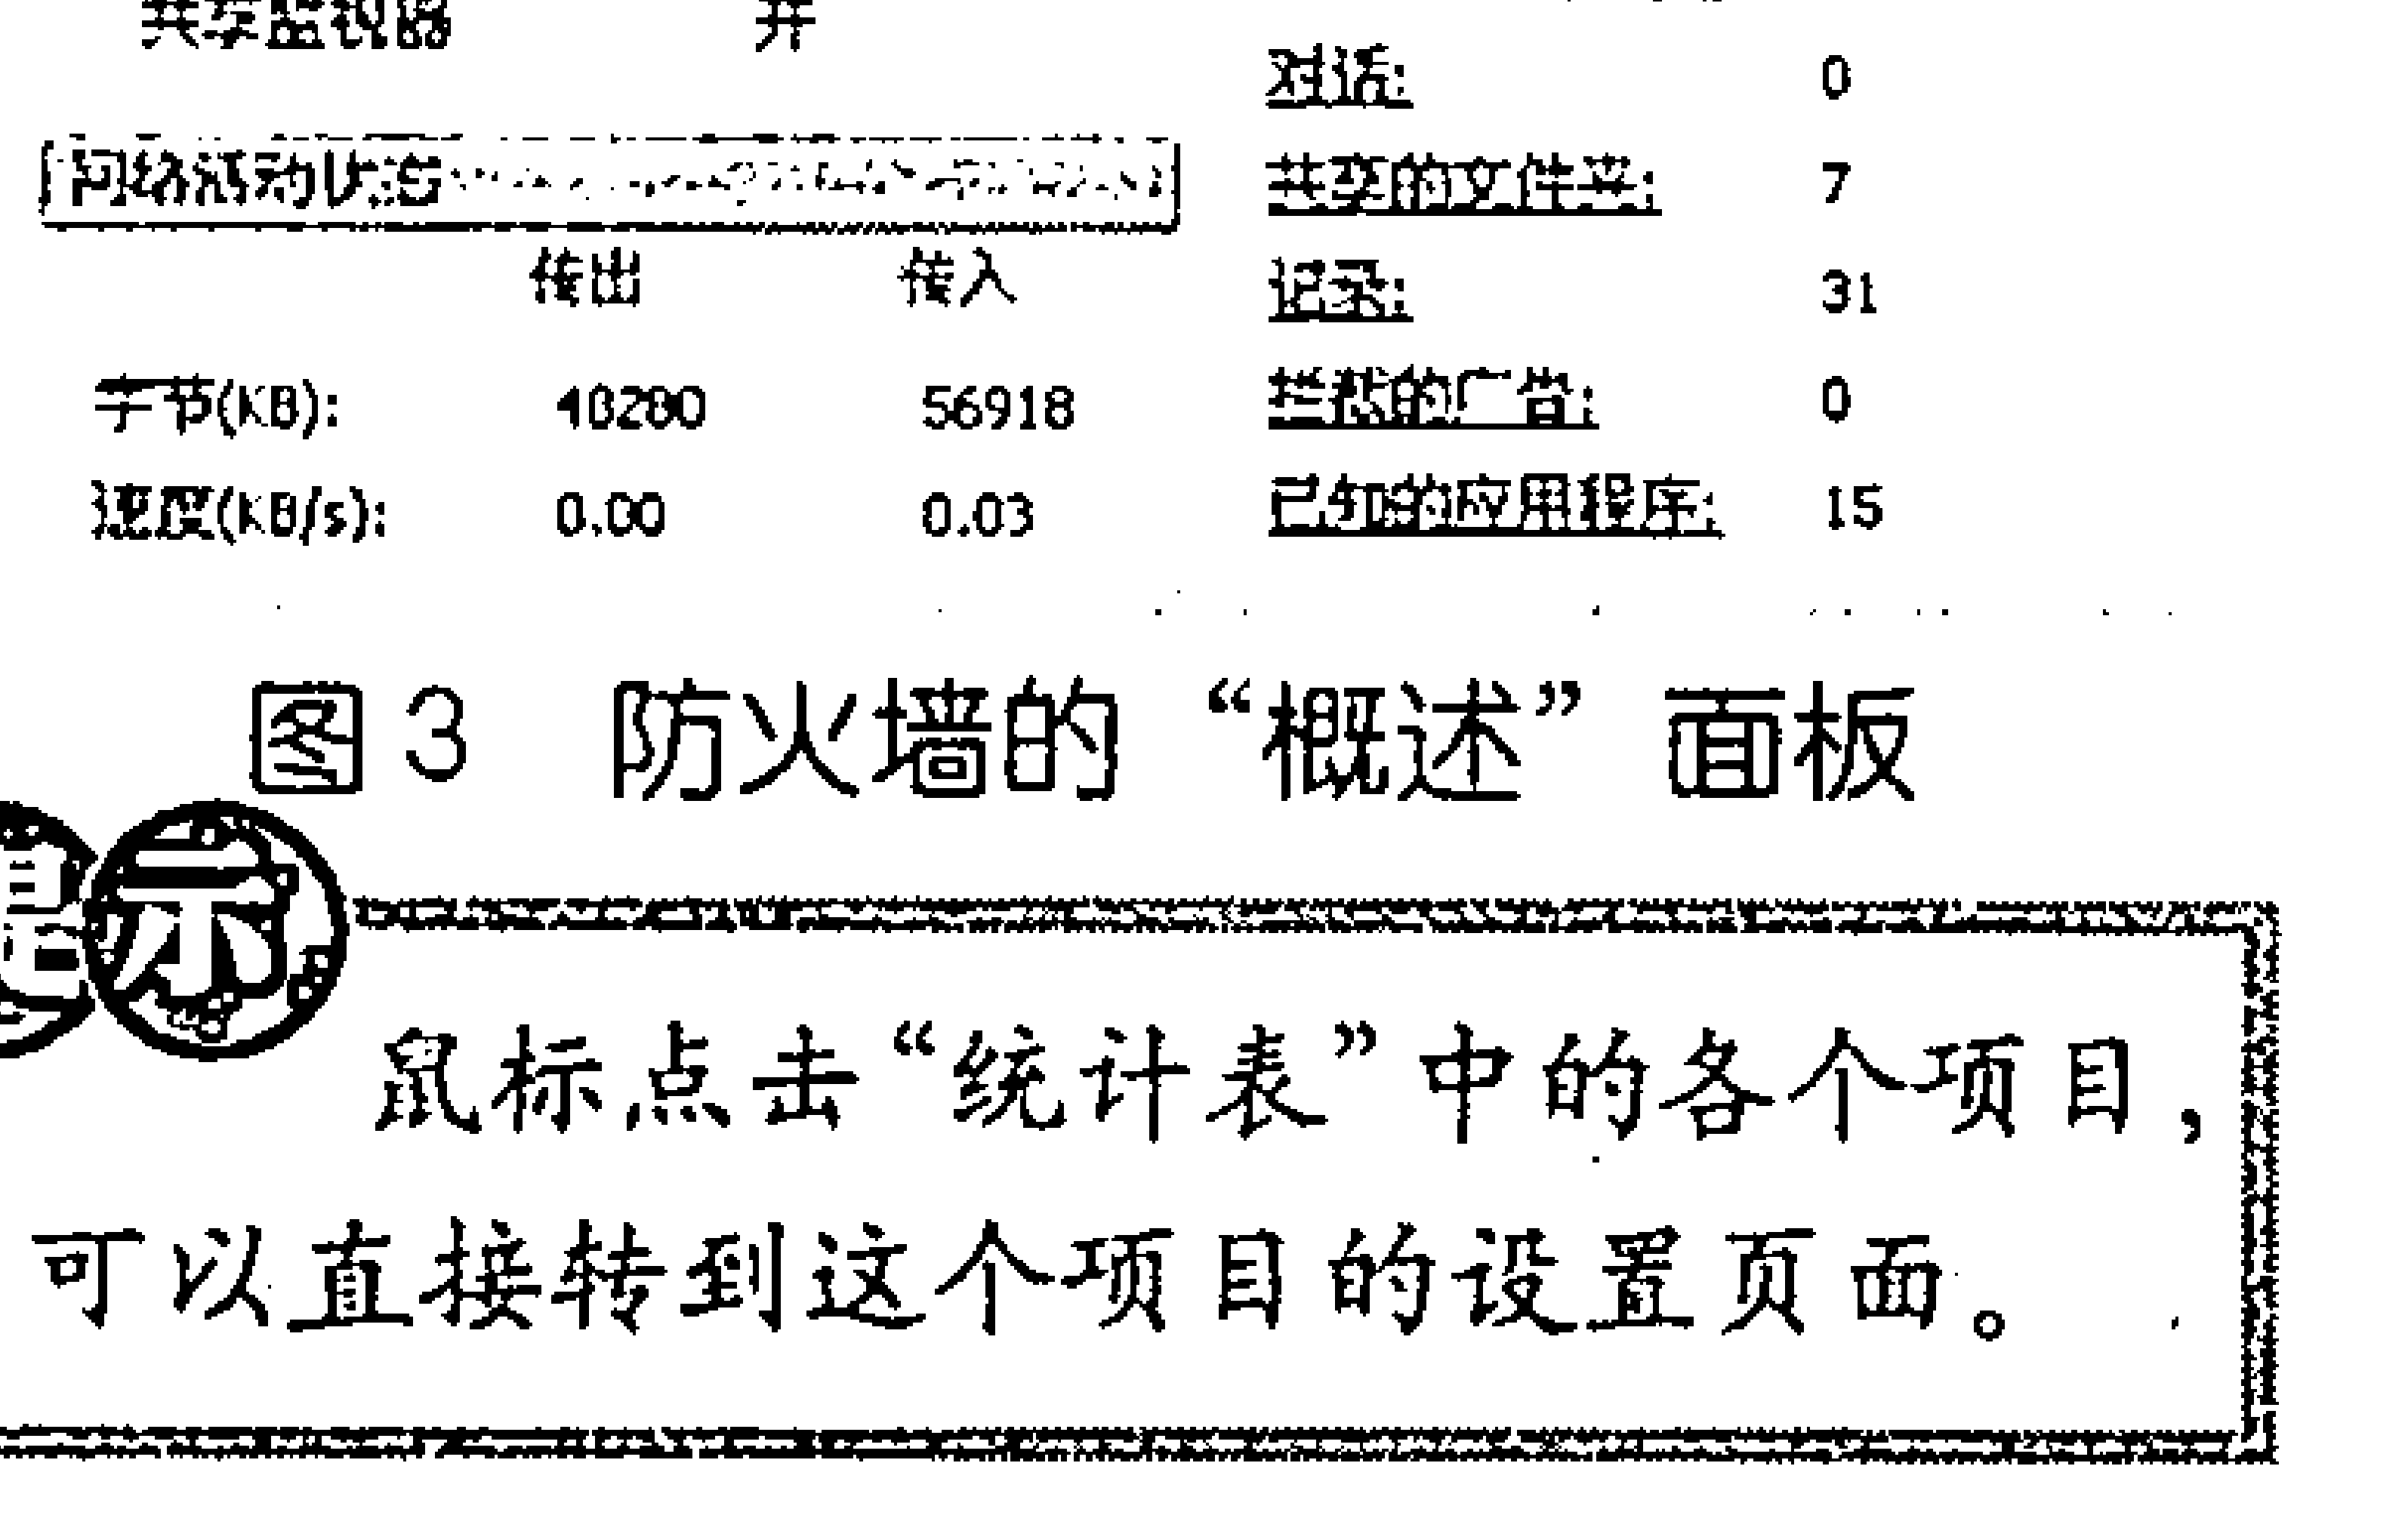 共享监视器 开
网络活动状态
传出 传入
字节(KB): 40280 56918
速度(KB/s): 0.00 0.03
对话: 0
共享的文件夹: 7
记录: 31
拦截的广告: 0
已知的应用程序: 15
图3 防火墙的“概述”面板
提示
鼠标点击“统计表”中的各个项目,
可以直接转到这个项目的设置页面。